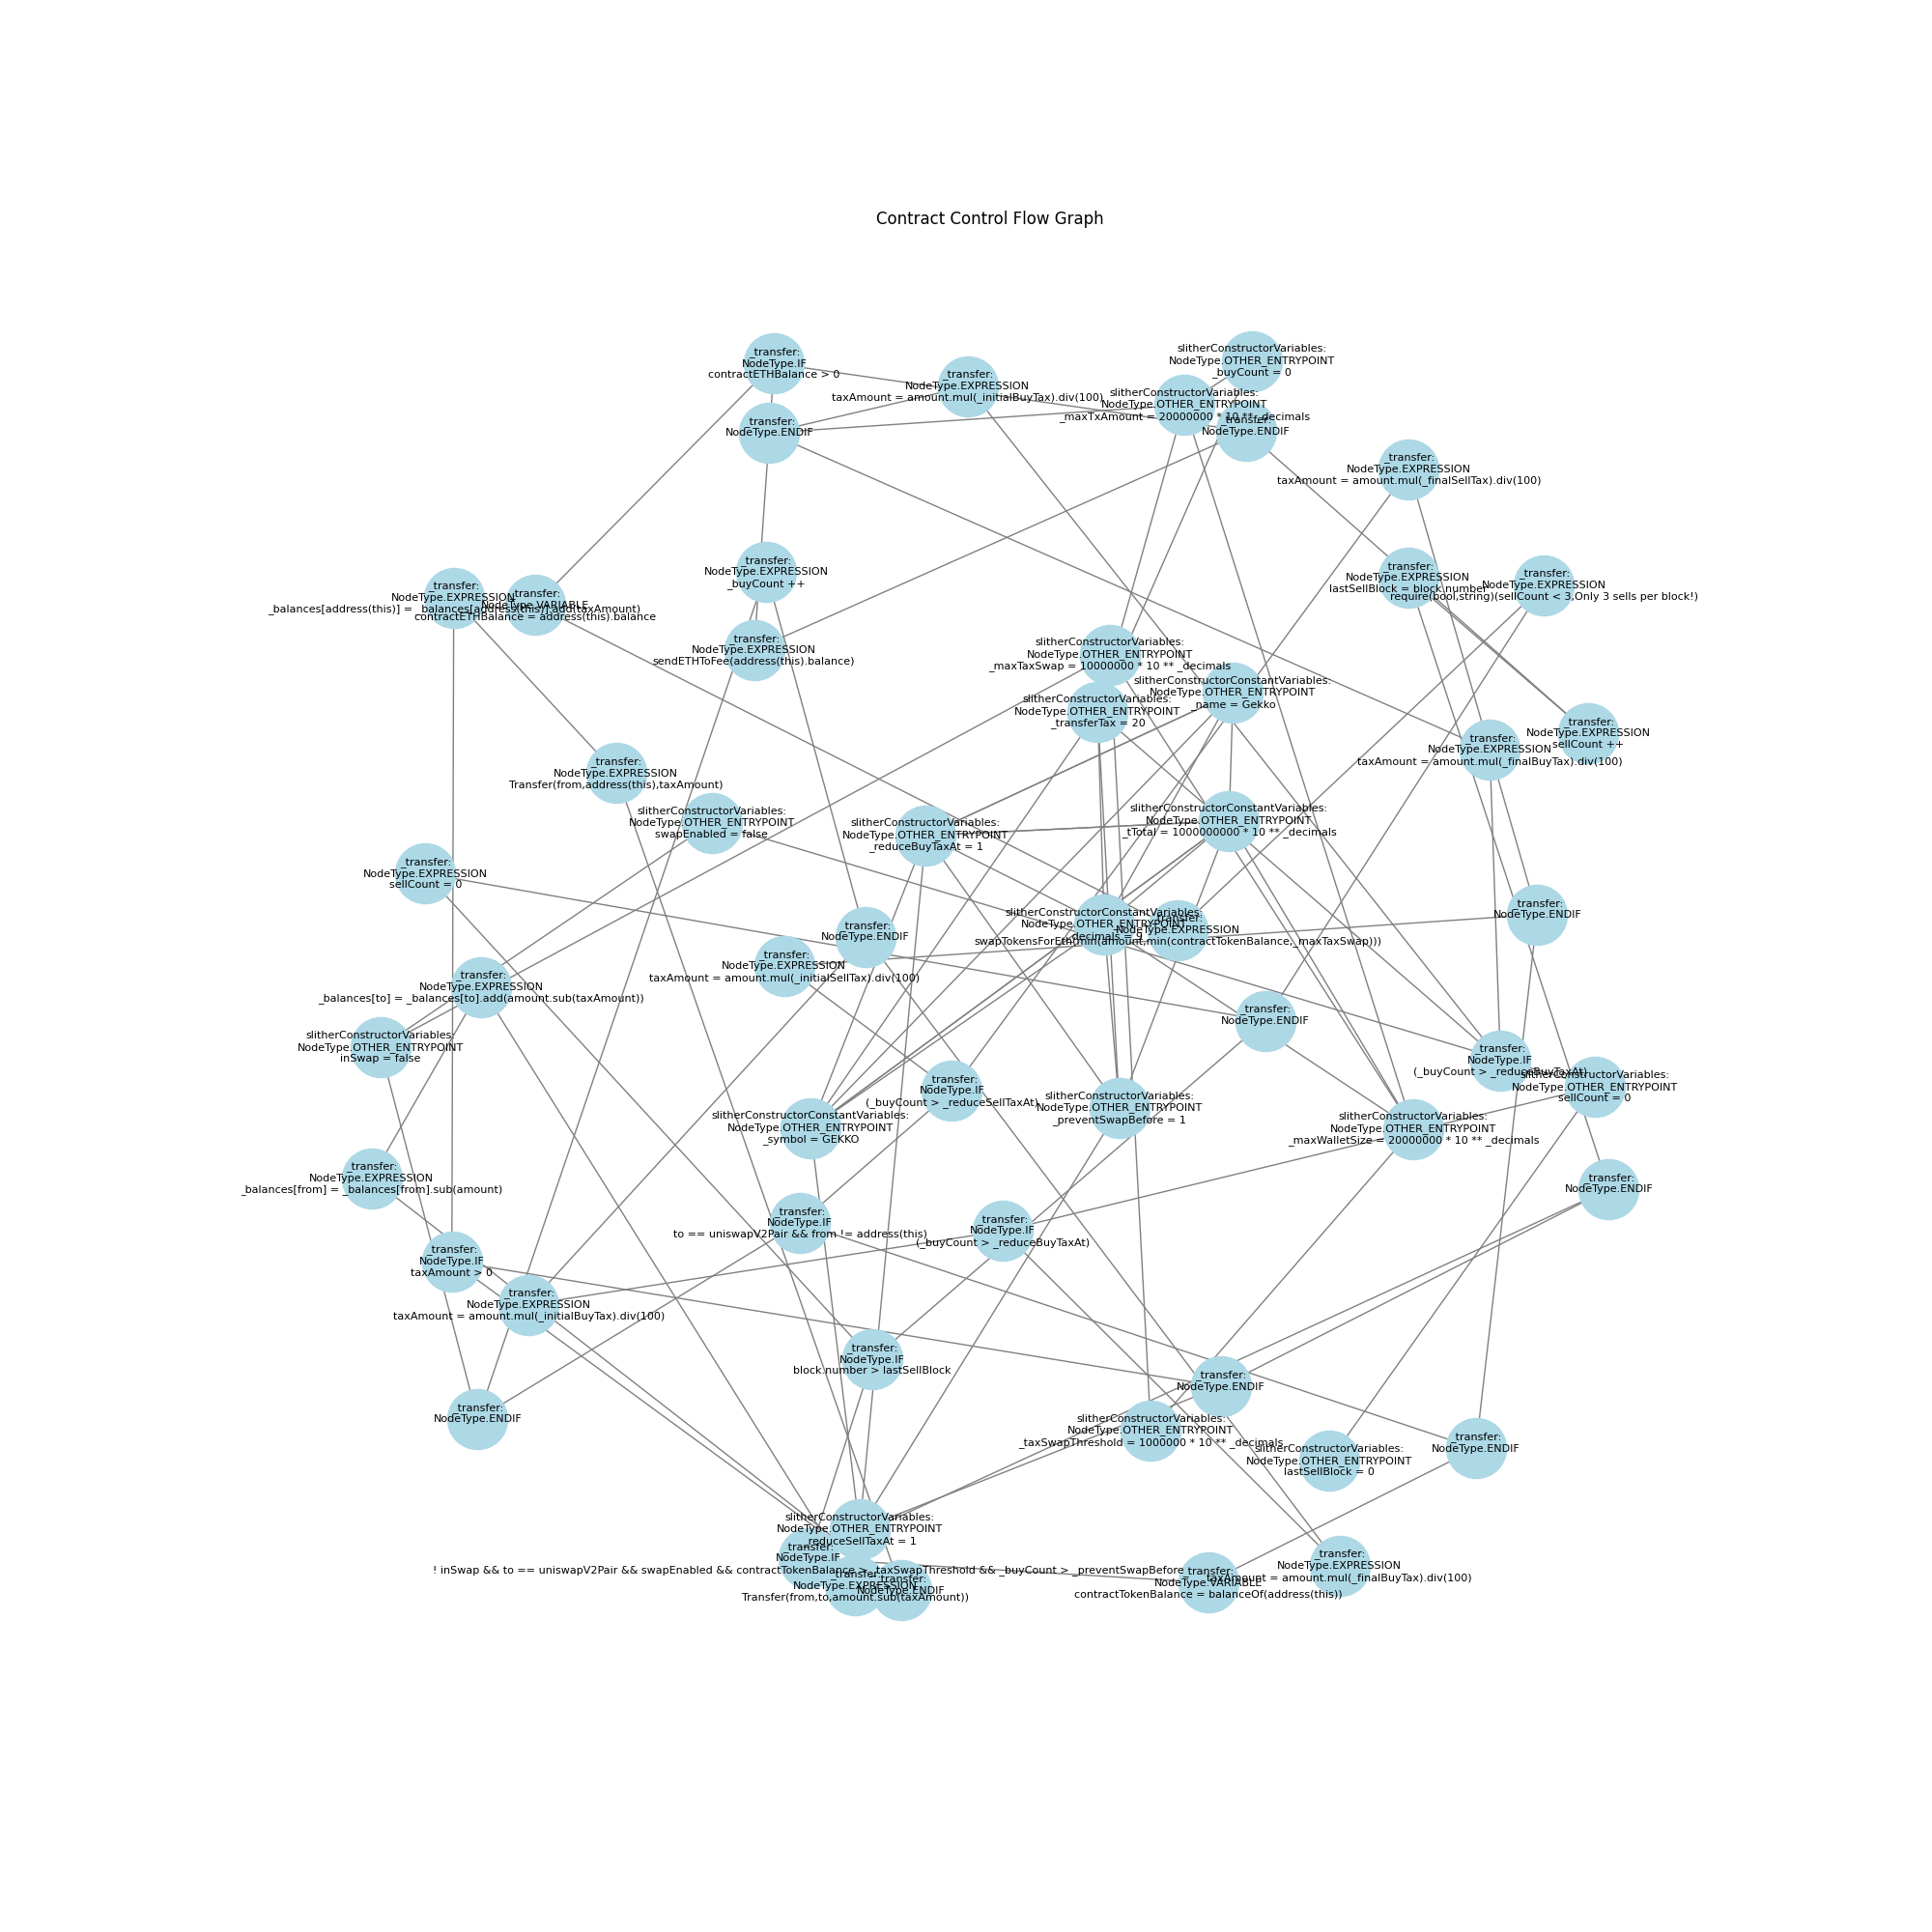 Contract Control Flow Graph
_transfer:
NodeType.IF
contractETHBalance > 0
slitherConstructorVariables:
NodeType.OTHER_ENTRYPOINT
_buyCount = 0
_transfer:
NodeType.EXPRESSION
taxAmount = amount.mul(_initialBuyTax).div(100)
slitherConstructorVariables:
NodeType.OTHER_ENTRYPOINT
_maxTxAmount = 20000000 * 10 ** _decimals
_transfer:
NodeType.ENDIF
_transfer:
NodeType.ENDIF
_transfer:
NodeType.EXPRESSION
taxAmount = amount.mul(_finalSellTax).div(100)
_transfer:
NodeType.EXPRESSION
_buyCount ++
_transfer:
NodeType.EXPRESSION
lastSellBlock = block.number
_transfer:
NodeType.EXPRESSION
require(bool,string)(sellCount < 3,Only 3 sells per block!)
_transfer:
NodeType.EXPRESSION
_balances[address(this)] = _balances[address(this)].add(taxAmount)
_transfer:
NodeType.VARIABLE
contractETHBalance = address(this).balance
_transfer:
NodeType.EXPRESSION
sendETHToFee(address(this).balance)
slitherConstructorVariables:
NodeType.OTHER_ENTRYPOINT
_maxTaxSwap = 10000000 * 10 ** _decimals
slitherConstructorConstantVariables:
NodeType.OTHER_ENTRYPOINT
_name = Gekko
slitherConstructorVariables:
NodeType.OTHER_ENTRYPOINT
_transferTax = 20
_transfer:
NodeType.EXPRESSION
sellCount ++
_transfer:
NodeType.EXPRESSION
taxAmount = amount.mul(_finalBuyTax).div(100)
_transfer:
NodeType.EXPRESSION
Transfer(from,address(this),taxAmount)
slitherConstructorVariables:
NodeType.OTHER_ENTRYPOINT
swapEnabled = false
slitherConstructorVariables:
NodeType.OTHER_ENTRYPOINT
_reduceBuyTaxAt = 1
slitherConstructorConstantVariables:
NodeType.OTHER_ENTRYPOINT
_tTotal = 1000000000 * 10 ** _decimals
_transfer:
NodeType.EXPRESSION
sellCount = 0
_transfer:
NodeType.ENDIF
slitherConstructorConstantVariables:
NodeType.OTHER_ENTRYPOINT
_decimals = 9
_transfer:
NodeType.EXPRESSION
swapTokensForEth(min(amount,min(contractTokenBalance,_maxTaxSwap)))
_transfer:
NodeType.ENDIF
_transfer:
NodeType.EXPRESSION
taxAmount = amount.mul(_initialSellTax).div(100)
_transfer:
NodeType.EXPRESSION
_balances[to] = _balances[to].add(amount.sub(taxAmount))
_transfer:
NodeType.ENDIF
slitherConstructorVariables:
NodeType.OTHER_ENTRYPOINT
inSwap = false
_transfer:
NodeType.IF
(_buyCount > _reduceBuyTaxAt)
slitherConstructorVariables:
NodeType.OTHER_ENTRYPOINT
sellCount = 0
_transfer:
NodeType.IF
(_buyCount > _reduceSellTaxAt)
slitherConstructorVariables:
NodeType.OTHER_ENTRYPOINT
_preventSwapBefore = 1
slitherConstructorConstantVariables:
NodeType.OTHER_ENTRYPOINT
_symbol = GEKKO
slitherConstructorVariables:
NodeType.OTHER_ENTRYPOINT
_maxWalletSize = 20000000 * 10 ** _decimals
_transfer:
NodeType.EXPRESSION
_balances[from] = _balances[from].sub(amount)
_transfer:
NodeType.ENDIF
_transfer:
NodeType.IF
to == uniswapV2Pair && from != address(this)
_transfer:
NodeType.IF
(_buyCount > _reduceBuyTaxAt)
_transfer:
NodeType.IF
taxAmount > 0
_transfer:
NodeType.EXPRESSION
taxAmount = amount.mul(_initialBuyTax).div(100)
_transfer:
NodeType.IF
block.number > lastSellBlock
_transfer:
NodeType.ENDIF
_transfer:
NodeType.ENDIF
slitherConstructorVariables:
NodeType.OTHER_ENTRYPOINT
_taxSwapThreshold = 1000000 * 10 ** _decimals
slitherConstructorVariables:
NodeType.OTHER_ENTRYPOINT
lastSellBlock = 0
_transfer:
NodeType.ENDIF
slitherConstructorVariables:
NodeType.OTHER_ENTRYPOINT
_reduceSellTaxAt = 1
_transfer:
NodeType.IF
! inSwap && to == uniswapV2Pair && swapEnabled && contractTokenBalance > _taxSwapThreshold && _buyCount > _preventSwapBefore
_transfer:
NodeType.EXPRESSION
Transfer(from,to,amount.sub(taxAmount))
_transfer:
NodeType.ENDIF
_transfer:
NodeType.VARIABLE
contractTokenBalance = balanceOf(address(this))
_transfer:
NodeType.EXPRESSION
taxAmount = amount.mul(_finalBuyTax).div(100)